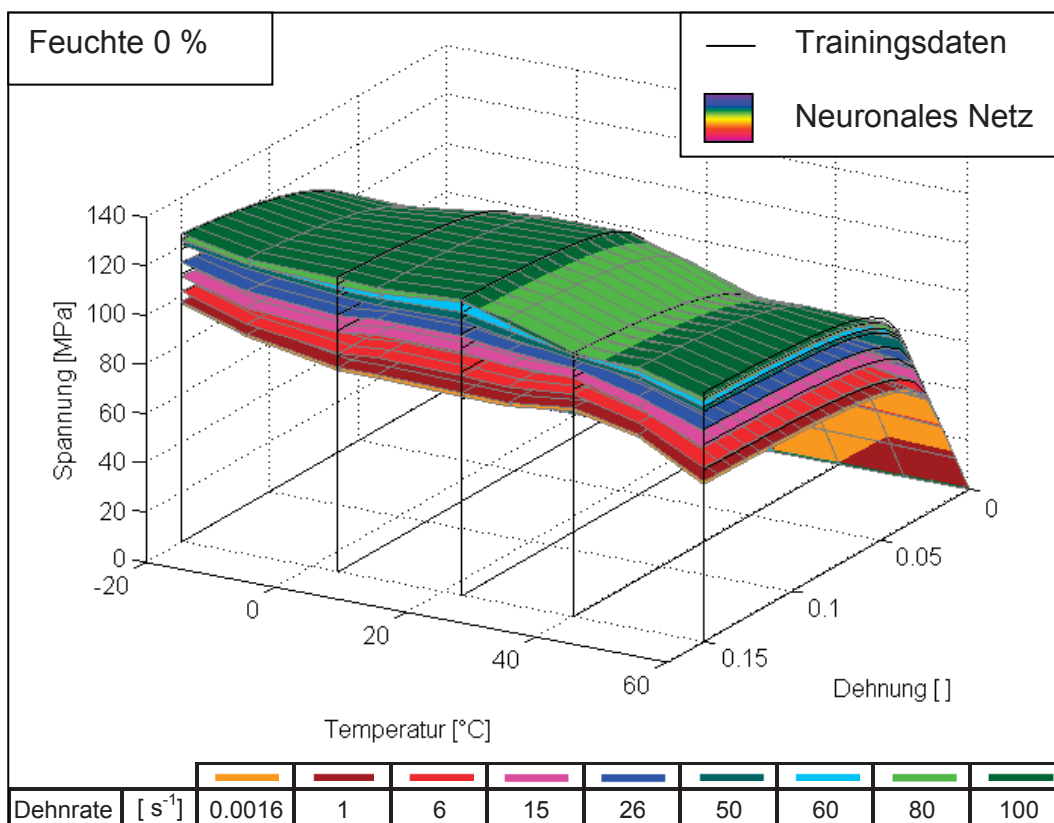 Feuchte 0 %
Trainingsdaten
Neuronales Netz
Spannung [MPa]
140
120
100
80
60
40
20
0
-20
0
20
40
60
Temperatur [°C]
0
0.05
0.1
0.15
Dehnung [ ]
Dehnrate [ s⁻¹] 0.0016 1 6 15 26 50 60 80 100